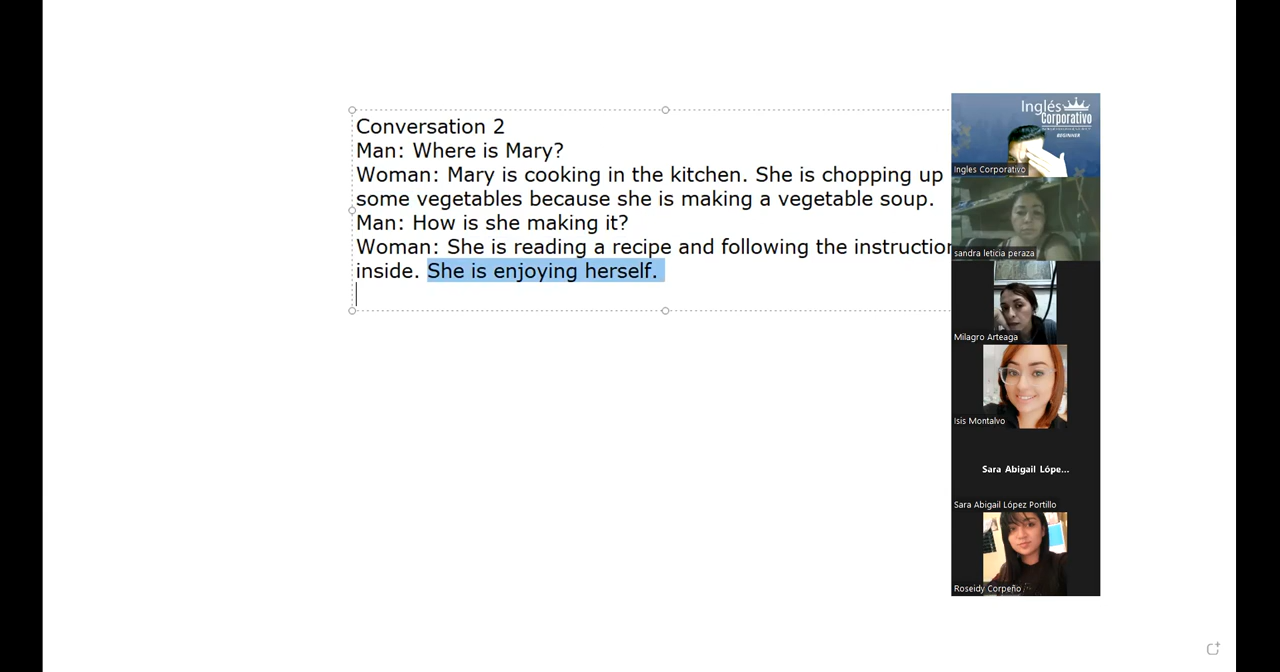 Conversation 2
Man: Where is Mary?
Woman: Mary is cooking in the kitchen. She is chopping up
some vegetables because she is making a vegetable soup.
Man: How is she making it?
Woman: She is reading a recipe and following the instruction
inside. She is enjoying herself.
Inglés
Corporativo
BEGINNER
Ingles Corporativo
sandra leticia peraza
Milagro Arteaga
Isis Montalvo
Sara Abigail Lópe...
Sara Abigail López Portillo
Roseidy Corpeño